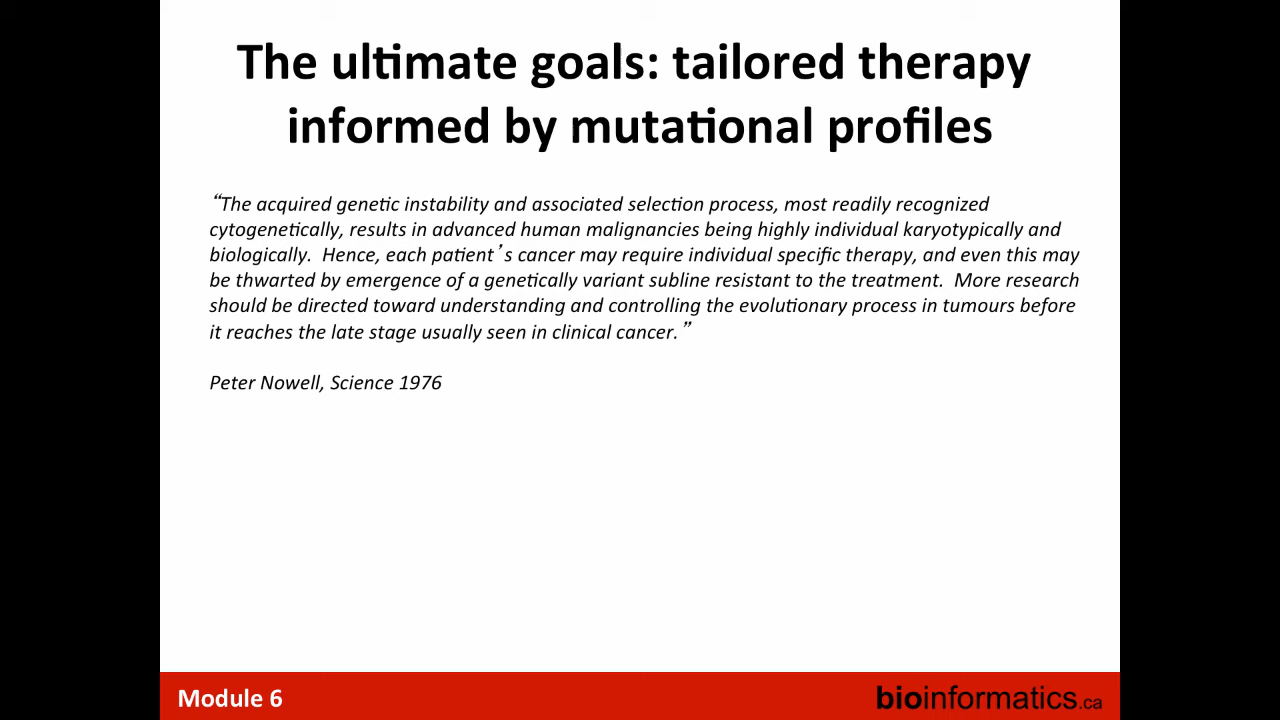 The ultimate goals: tailored therapy
informed by mutational profiles
“The acquired genetic instability and associated selection process, most readily recognized
cytogenetically, results in advanced human malignancies being highly individual karyotypically and
biologically.  Hence, each patient’s cancer may require individual specific therapy, and even this may
be thwarted by emergence of a genetically variant subline resistant to the treatment.  More research
should be directed toward understanding and controlling the evolutionary process in tumours before
it reaches the late stage usually seen in clinical cancer.”
Peter Nowell, Science 1976
Module 6
bioinformatics.ca